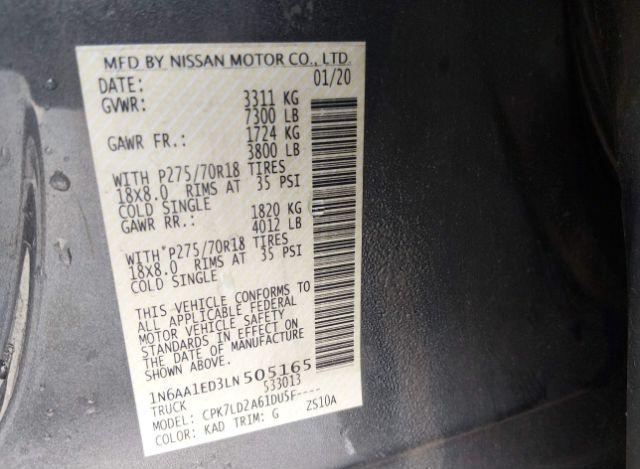 MFD BY NISSAN MOTOR CO., LTD.
DATE: 01/20
GVWR: 3311 KG
7300 LB
GAWR FR.: 1724 KG
3800 LB
WITH P275/70R18 TIRES
18X8.0 RIMS AT 35 PSI
COLD SINGLE
GAWR RR.: 1820 KG
4012 LB
WITH P275/70R18 TIRES
18X8.0 RIMS AT 35 PSI
COLD SINGLE
THIS VEHICLE CONFORMS TO
ALL APPLICABLE FEDERAL
MOTOR VEHICLE SAFETY
STANDARDS IN EFFECT ON
THE DATE OF MANUFACTURE
SHOWN ABOVE.
1N6AA1ED3LN505165
TRUCK 533013
MODEL: CPK7LD2A61DUSF----
COLOR: KAD TRIM: G ZS10A